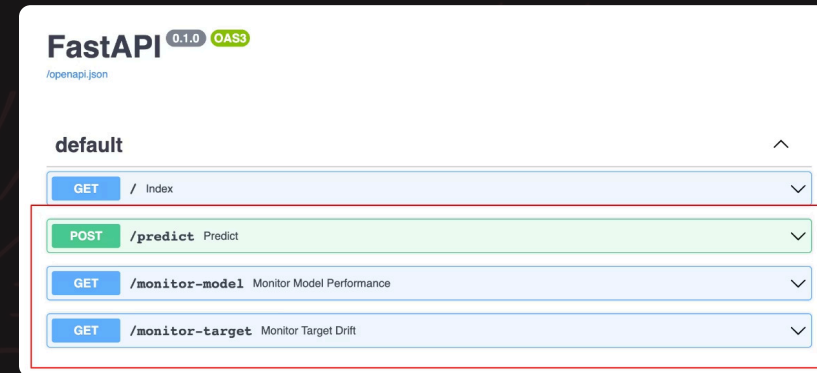 FastAPI 0.1.0 OAS3
/openapi.json
default
GET / Index
POST /predict Predict
GET /monitor-model Monitor Model Performance
GET /monitor-target Monitor Target Drift